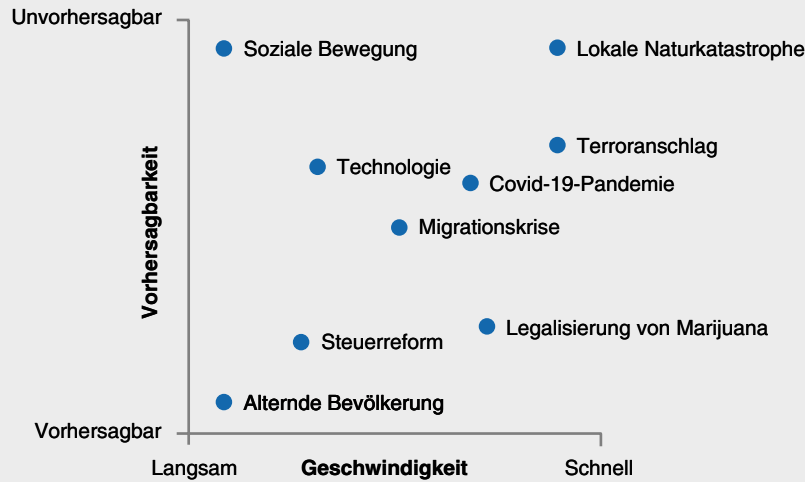 Unvorhersagbar
Soziale Bewegung
Lokale Naturkatastrophe
Terroranschlag
Technologie
Covid-19-Pandemie
Vorhersagbarkeit
Migrationskrise
Legalisierung von Marijuana
Steuerreform
Alternde Bevölkerung
Vorhersagbar
Langsam
Geschwindigkeit
Schnell